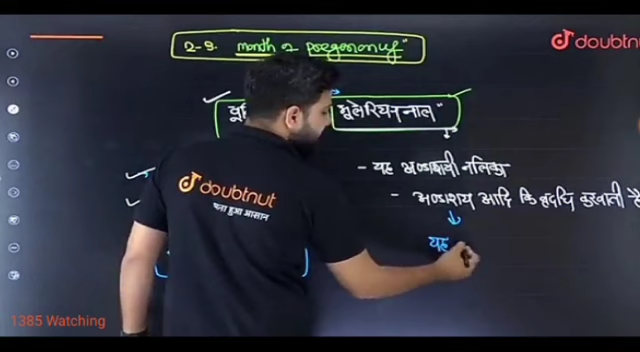 2-3. month of pregnancy"
doubtnut
मूलेरियन नाल"
- यह अण्डाशयी नलिका
doubtnut
पढ़ना हुआ आसान
- अण्डाशय आदि कि बृद्धि करवाती है
यह
1385 Watching